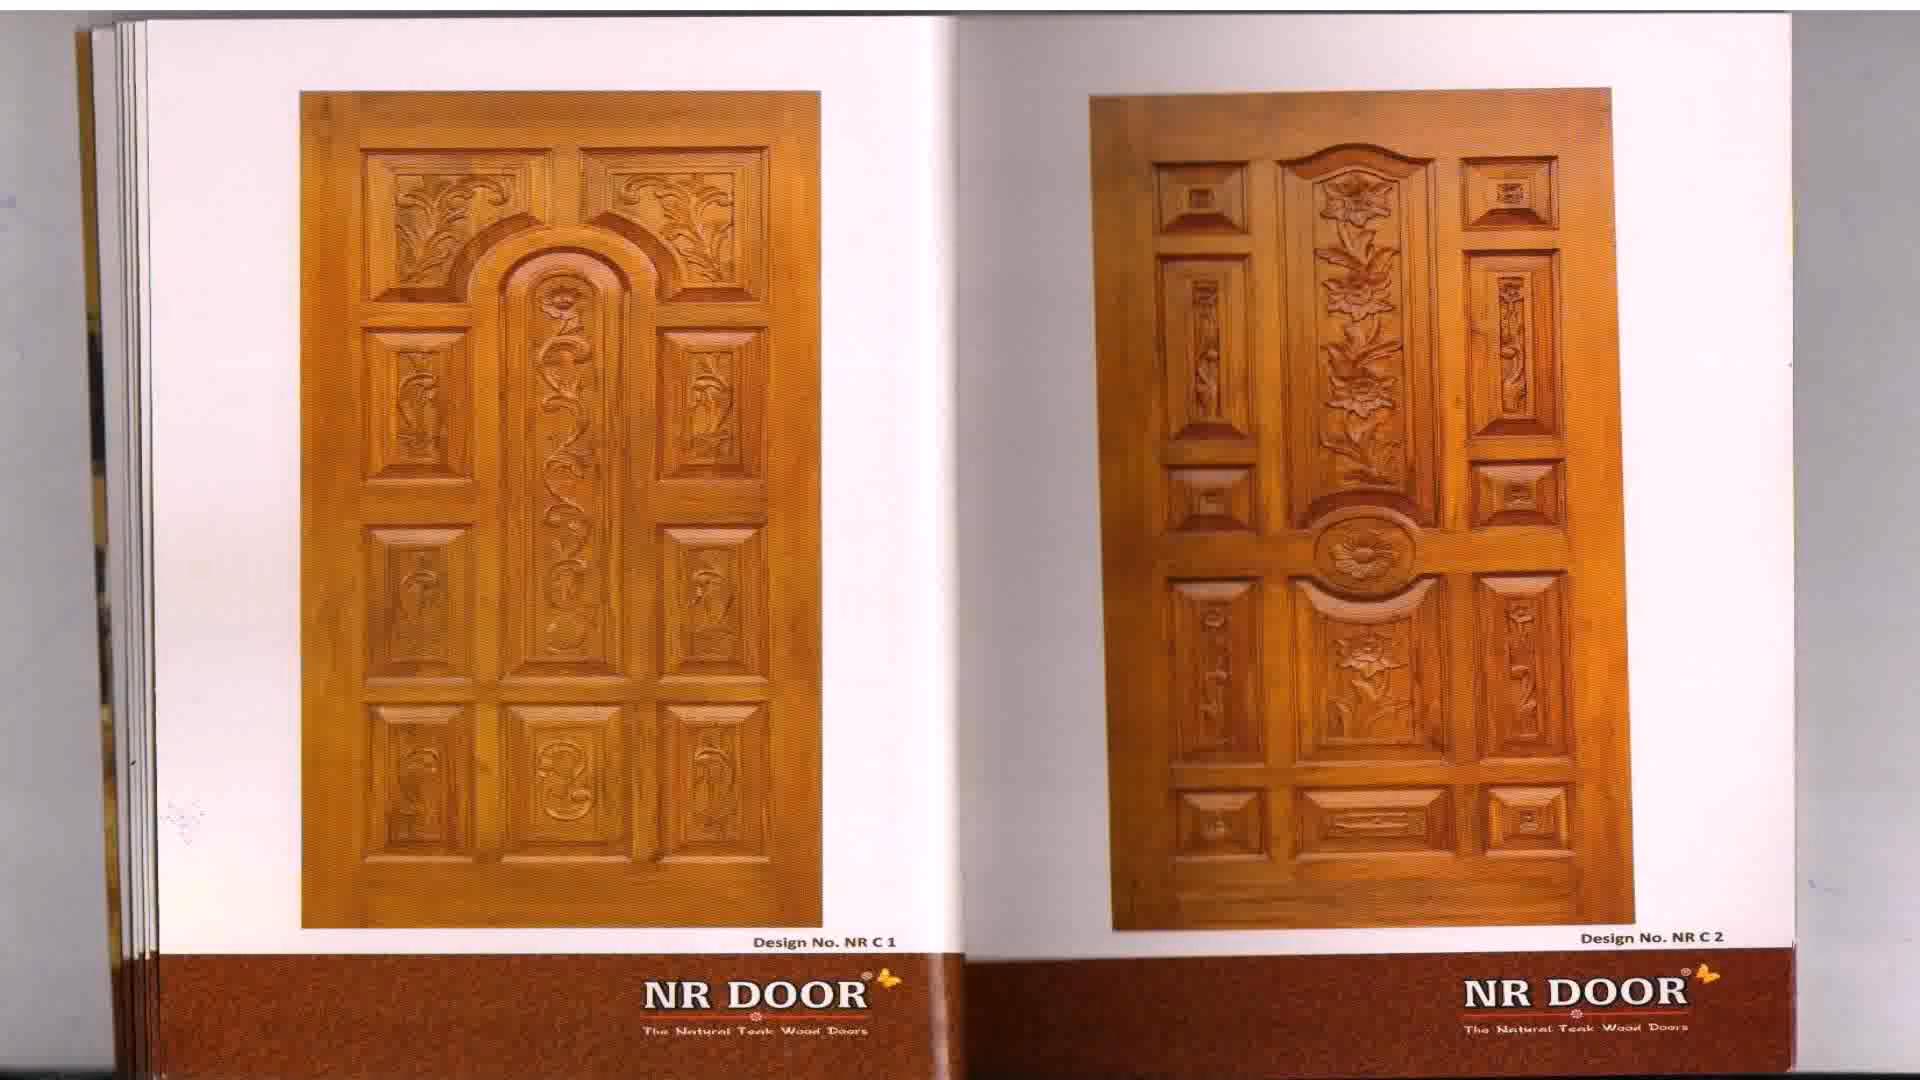 Design No. NR C 1
NR DOOR®
The Natural Teak Wood Doors
Design No. NR C 2
NR DOOR®
The Natural Teak Wood Doors